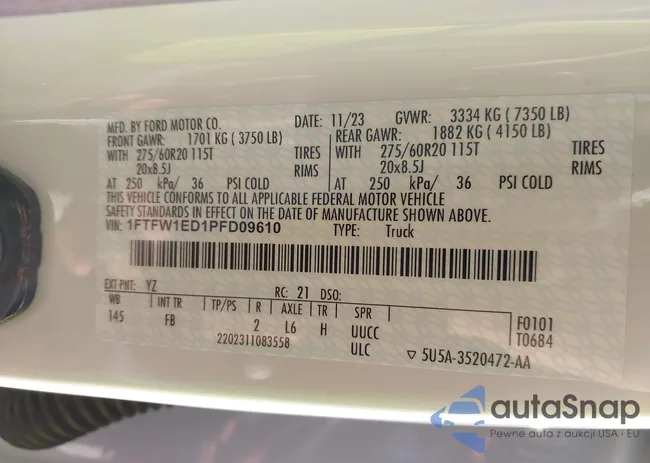 MFD. BY FORD MOTOR CO. DATE: 11/23 GVWR: 3334 KG ( 7350 LB)
FRONT GAWR: 1701 KG ( 3750 LB) REAR GAWR: 1882 KG ( 4150 LB)
WITH 275/60R20 115T TIRES WITH 275/60R20 115T TIRES
20x8.5J RIMS 20x8.5J RIMS
AT 250 kPa/ 36 PSI COLD AT 250 kPa/ 36 PSI COLD
THIS VEHICLE CONFORMS TO ALL APPLICABLE FEDERAL MOTOR VEHICLE
SAFETY STANDARDS IN EFFECT ON THE DATE OF MANUFACTURE SHOWN ABOVE.
VIN: 1FTFW1ED1PFD09610 TYPE: Truck
EXT PNT: YZ RC: 21 DSO:
WB INT TR TP/PS R AXLE TR SPR
145 FB 2 L6 H UUCC
2202311083558 ULC
F0101
T0684
▽ 5U5A-3520472-AA
autoSnap
Pewne auta z aukcji USA · EU